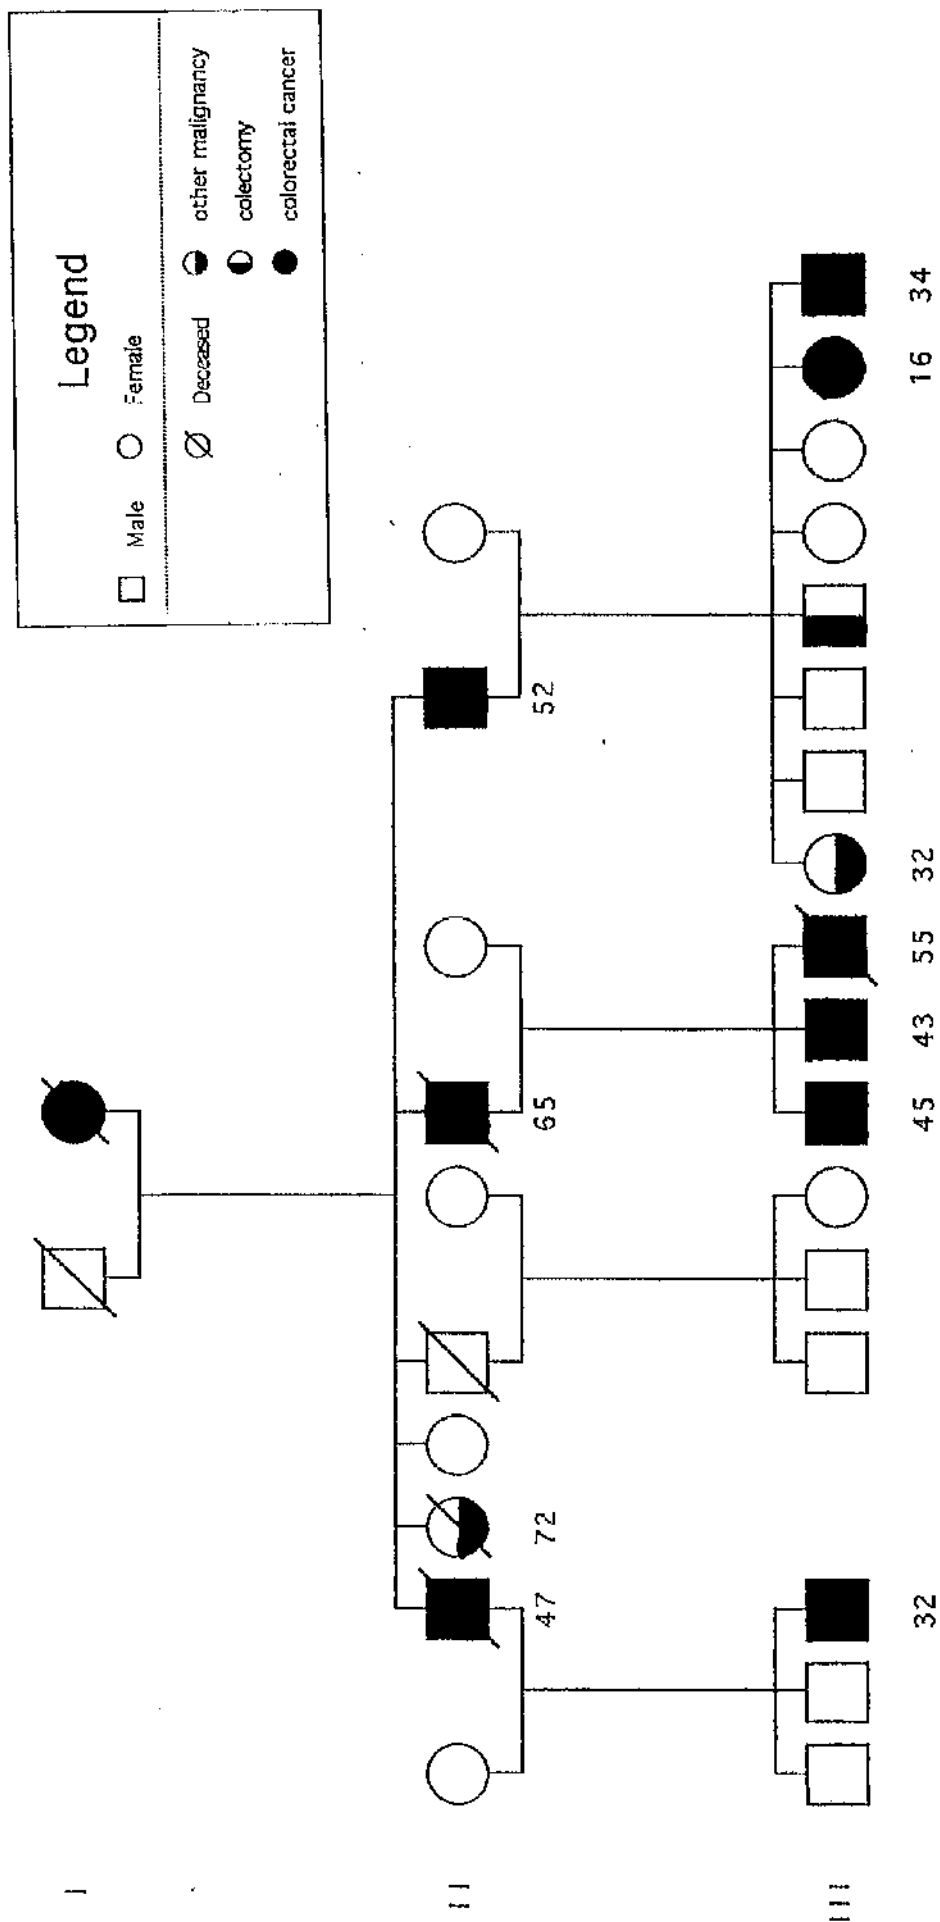 Legend
Male Female
Deceased other malignancy
colectomy
colorectal cancer
I
II
47 72 65 52
III
32 45 43 55 32 16 34